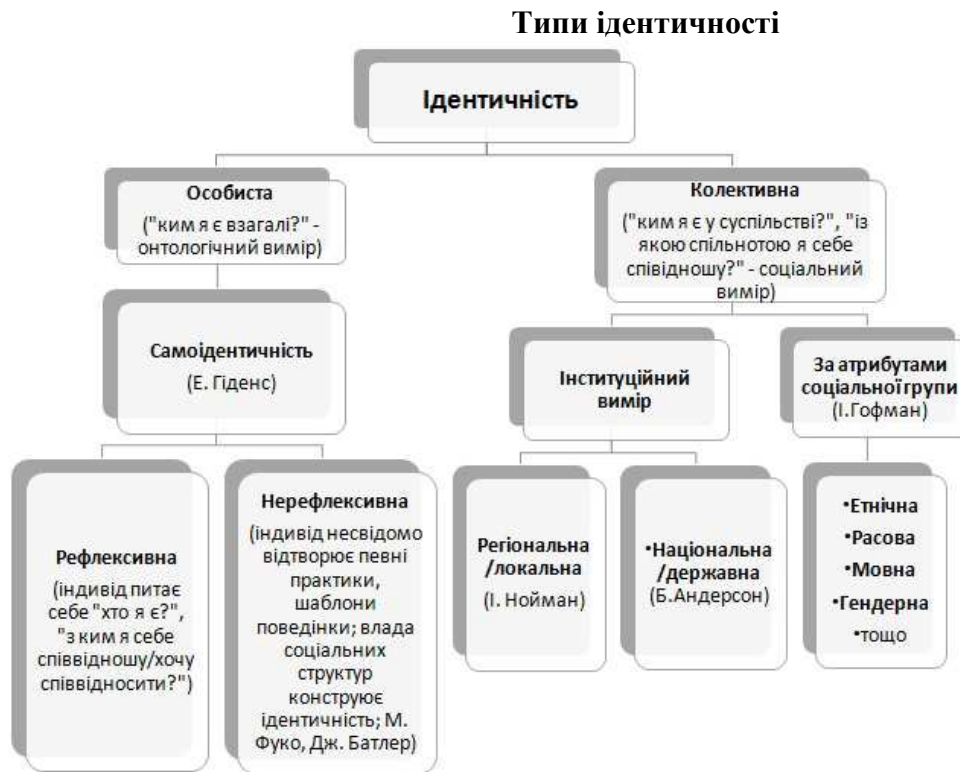 Типи ідентичності
Ідентичність
Особиста
("ким я є взагалі?" -
онтологічний вимір)
Колективна
("ким я є у суспільстві?", "із
якою спільнотою я себе
співідношу?" - соціальний
вимір)
Самоідентичність
(Е. Гіденс)
Інституційний
вимір
За атрибутами
соціальної групи
(І.Гофман)
Рефлексивна
(індивід питає
себе "хто я є?",
"з ким я себе
співвідношу/хочу
співвідносити?")
Нерефлексивна
(індивід несвідомо
відтворює певні
практики,
шаблони
поведінки; влада
соціальних
структур
конструює
ідентичність; М.
Фуко, Дж. Батлер)
Регіональна
/локальна
(І. Нойман)
•Національна
/державна
(Б.Андерсон)
•Етнічна
•Расова
•Мовна
•Гендерна
•тощо